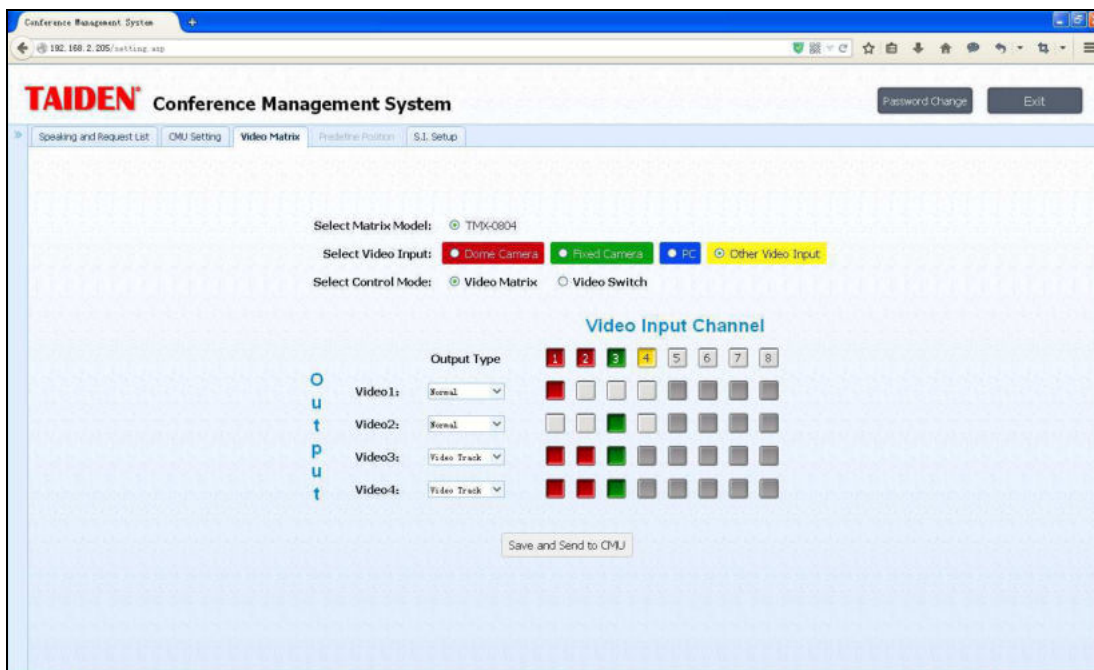 Conference Management System
192.168.2.205/setting.asp
TAIDEN® Conference Management System
Password Change
Exit
Speaking and Request List
CMU Setting
Video Matrix
Predefine Position
S.I. Setup
Select Matrix Model: TMX-0804
Select Video Input: Dome Camera Fixed Camera PC Other Video Input
Select Control Mode: Video Matrix Video Switch
Video Input Channel
Output Type 1 2 3 4 5 6 7 8
Output
Video1: Normal
Video2: Normal
Video3: Video Track
Video4: Video Track
Save and Send to CMU